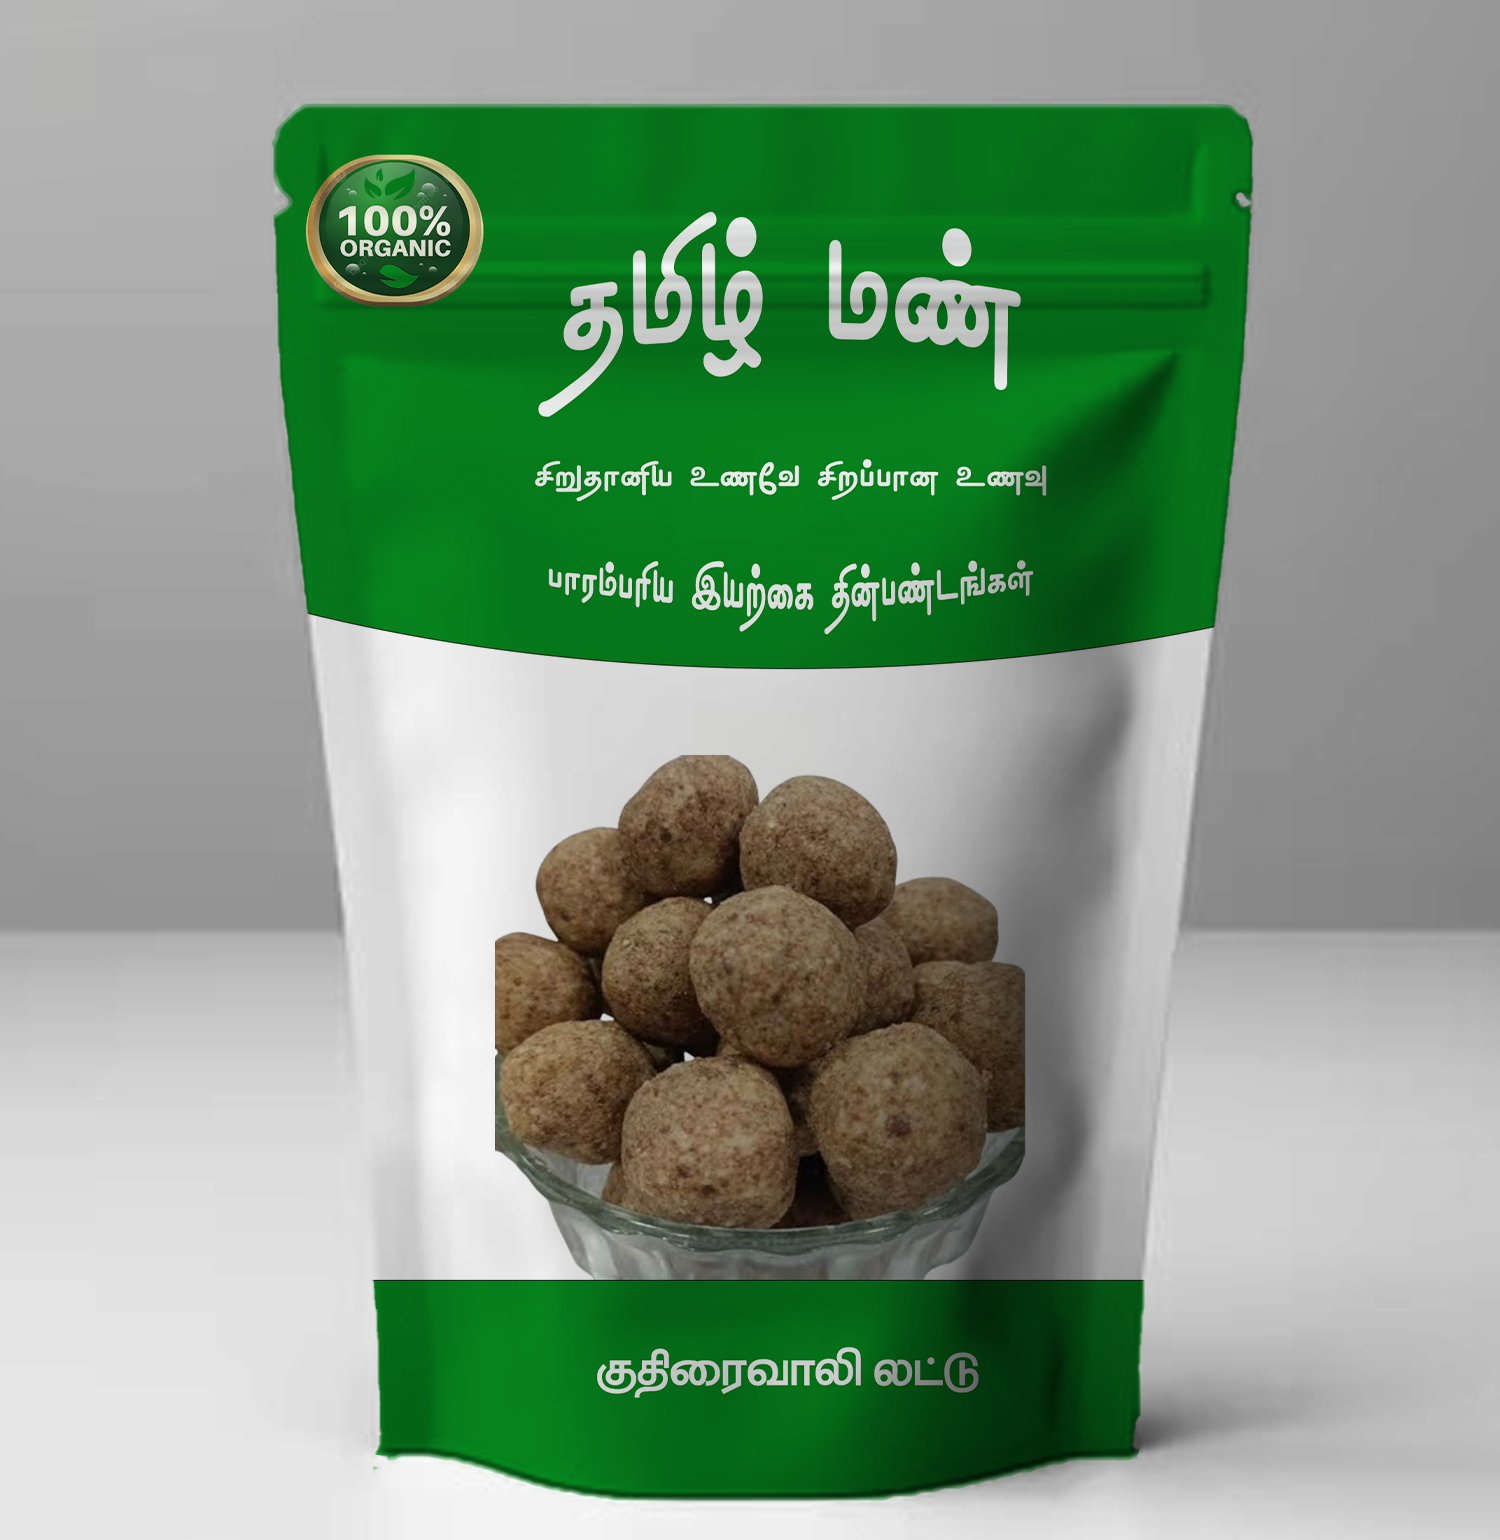 100%
ORGANIC
தமிழ் மண்
சிறுதானிய உணவே சிறப்பான உணவு
பாரம்பரிய இயற்கை தின்பண்டங்கள்
குதிரைவாலி லட்டு